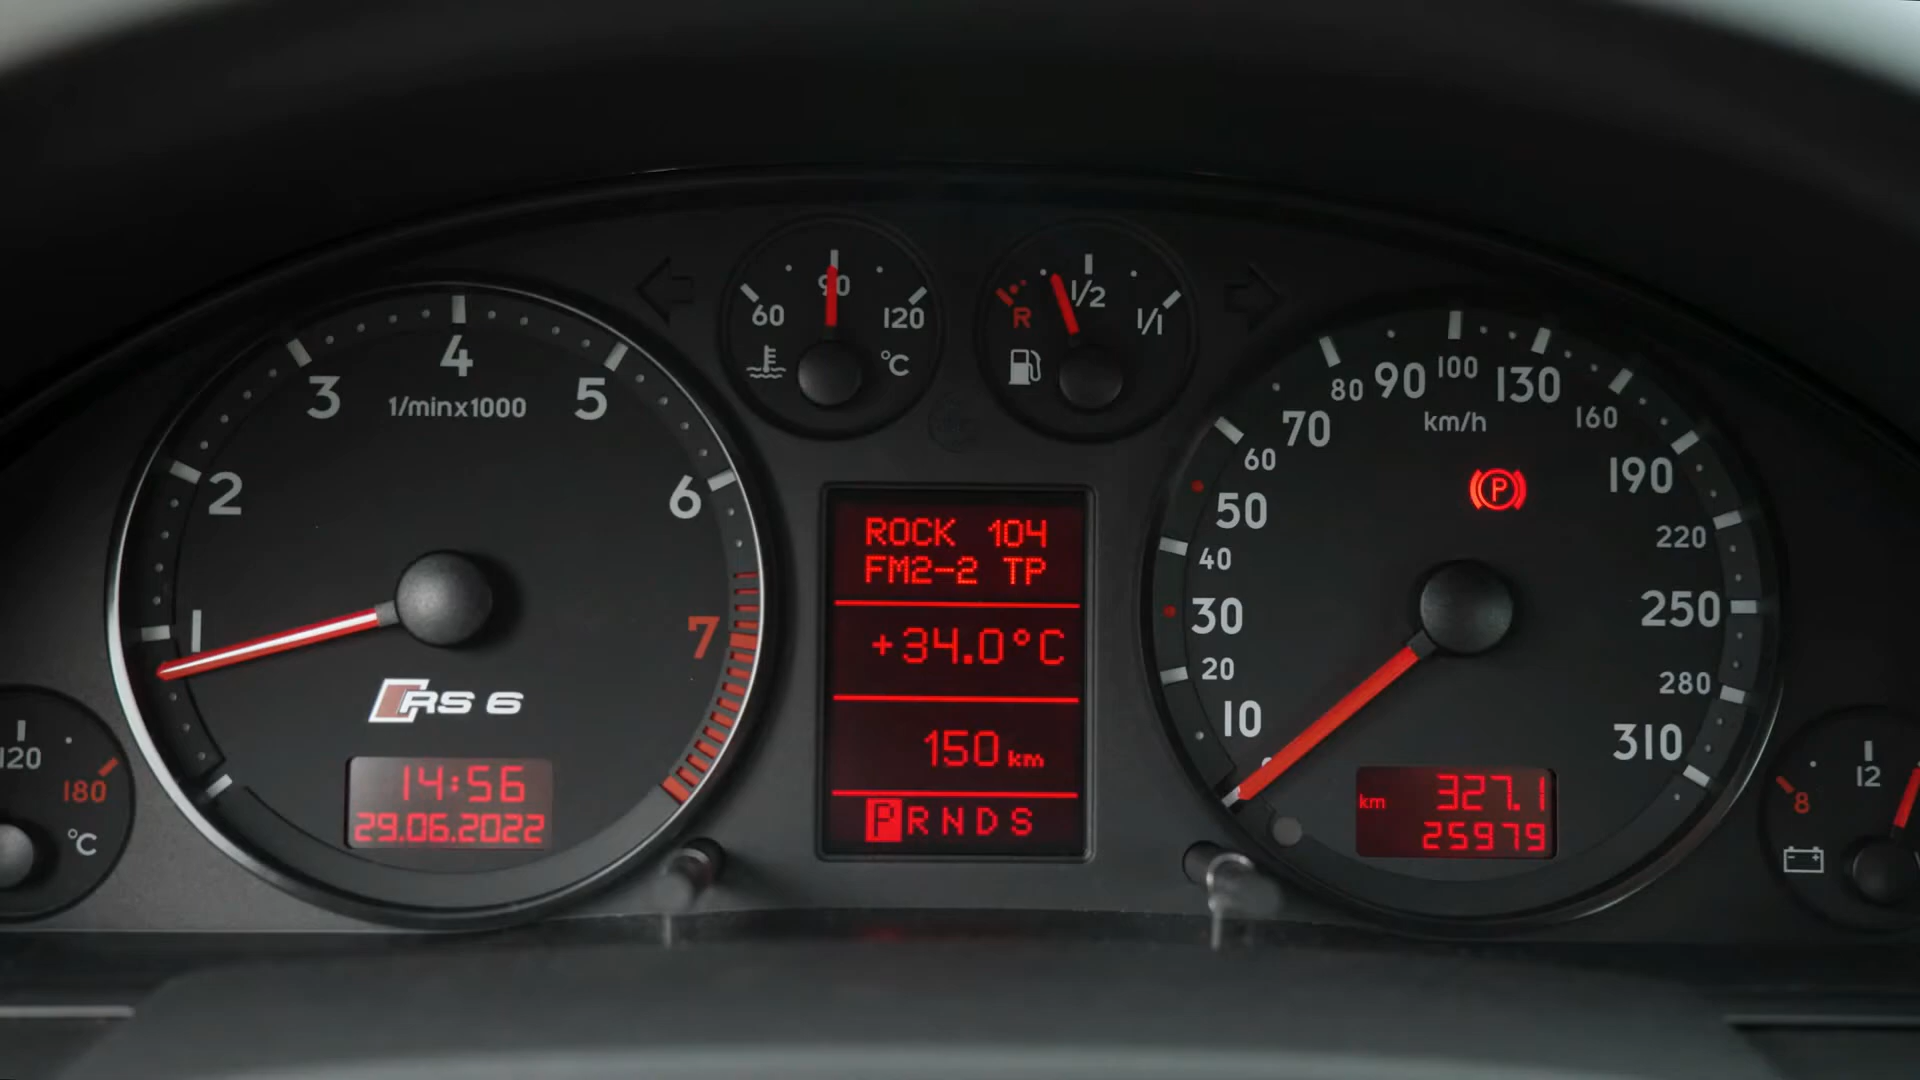 4
3
5
1/minx1000
2
6
1
7
RS 6
14:56
29.06.2022
120
180
°C
90
60
120
°C
1/2
R
1/1
ROCK 104
FM2-2 TP
+34.0°C
150 km
P R N D S
100
90
130
80
160
km/h
70
60
190
50
P
220
40
30
250
20
280
10
310
km 327.1
25979
12
8